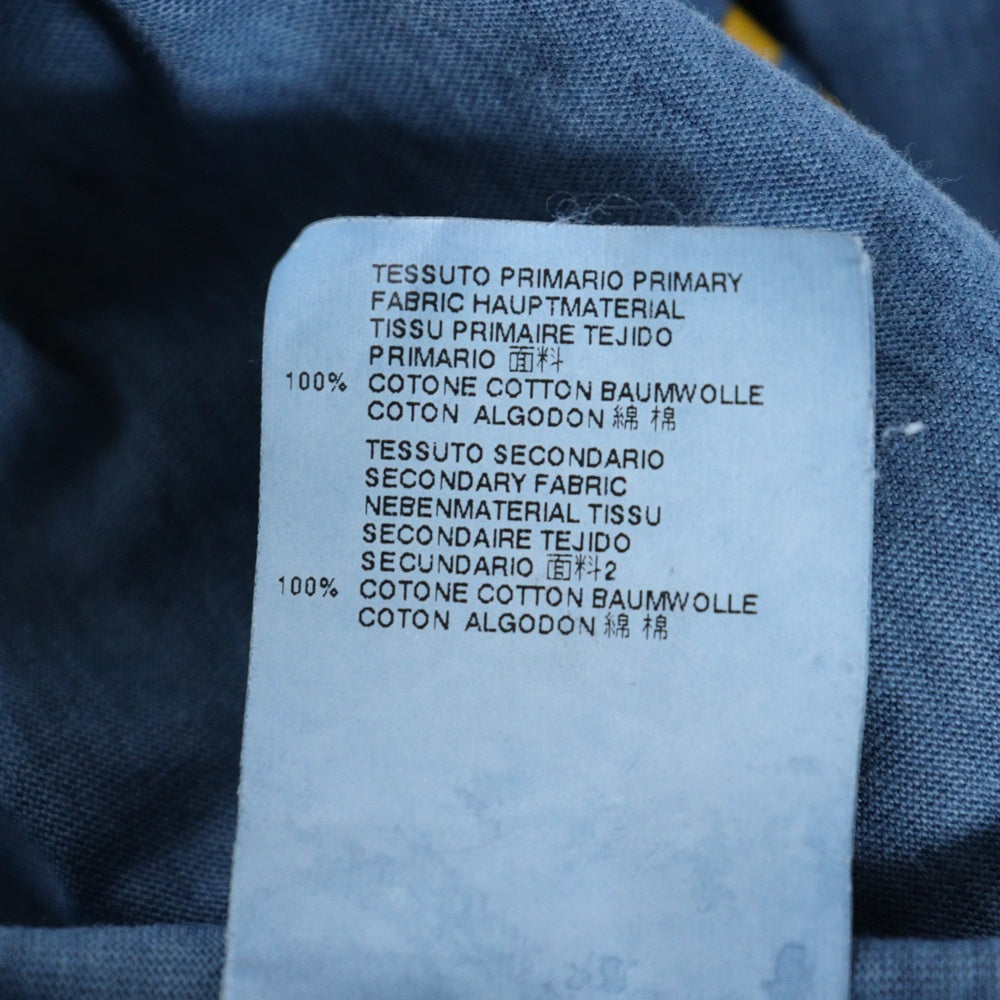 TESSUTO PRIMARIO PRIMARY
FABRIC HAUPTMATERIAL
TISSU PRIMAIRE TEJIDO
PRIMARIO 面料
100% COTONE COTTON BAUMWOLLE
COTON ALGODON 綿 棉
TESSUTO SECONDARIO
SECONDARY FABRIC
NEBENMATERIAL TISSU
SECONDAIRE TEJIDO
SECUNDARIO 面料2
100% COTONE COTTON BAUMWOLLE
COTON ALGODON 綿 棉